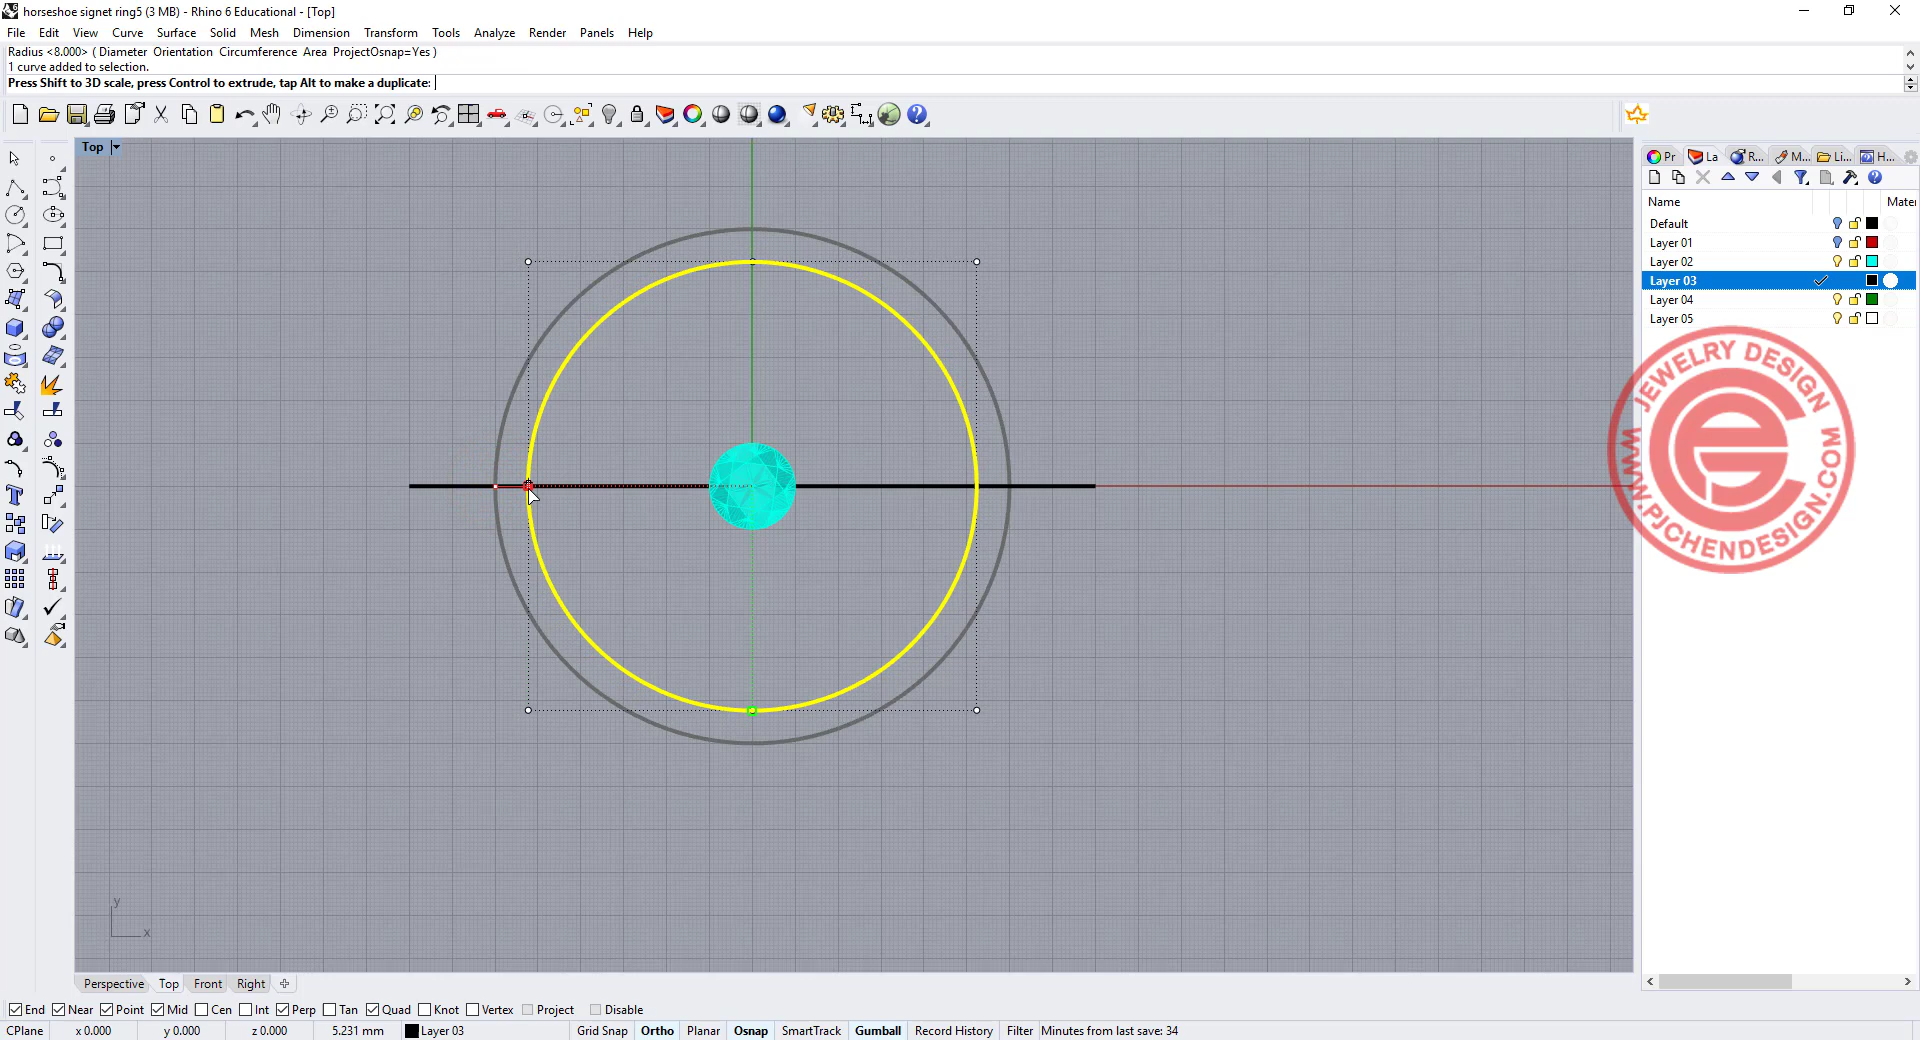 horseshoe signet ring5 (3 MB) - Rhino 6 Educational - [Top]
File Edit View Curve Surface Solid Mesh Dimension Transform Tools Analyze Render Panels Help
Radius <8.000> ( Diameter Orientation Circumference Area ProjectOsnap=Yes )
1 curve added to selection.
Press Shift to 3D scale, press Control to extrude, tap Alt to make a duplicate:
Top
Pr La R... M... Li... H...
Name Mater
Default
Layer 01
Layer 02
Layer 03
Layer 04
Layer 05
JEWELRY DESIGN
WWW.PJCHENDESIGN.COM
y
x
Perspective Top Front Right
End Near Point Mid Cen Int Perp Tan Quad Knot Vertex Project Disable
CPlane x 0.000 y 0.000 z 0.000 5.231 mm Layer 03 Grid Snap Ortho Planar Osnap SmartTrack Gumball Record History Filter Minutes from last save: 34